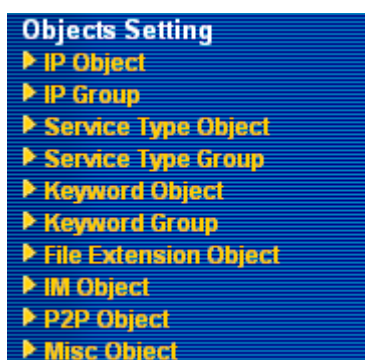 Objects Setting
IP Object
IP Group
Service Type Object
Service Type Group
Keyword Object
Keyword Group
File Extension Object
IM Object
P2P Object
Misc Object